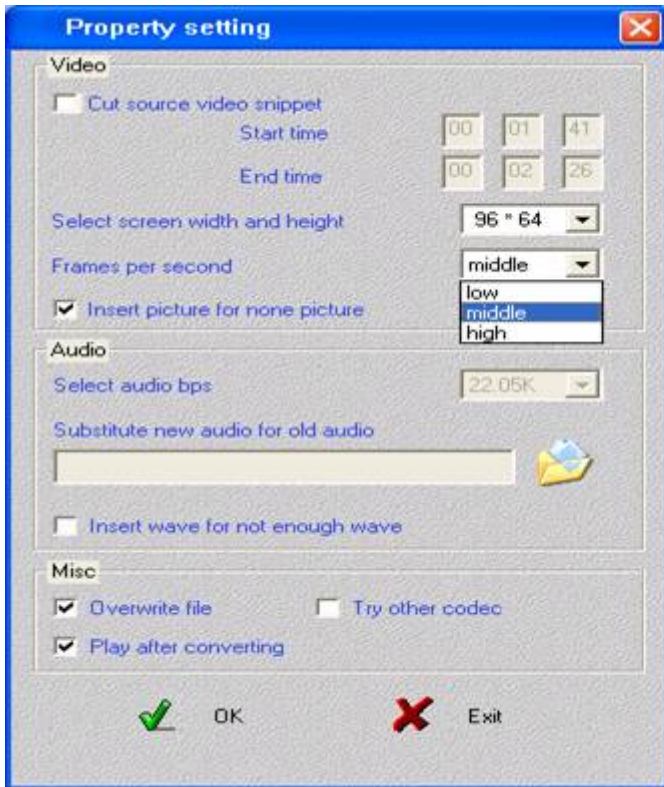 Property setting
Video
Cut source video snippet
Start time 00 01 41
End time 00 02 26
Select screen width and height 96 * 64
Frames per second middle
low
middle
high
Insert picture for none picture
Audio
Select audio bps 22.05K
Substitute new audio for old audio
Insert wave for not enough wave
Misc
Overwrite file Try other codec
Play after converting
OK Exit